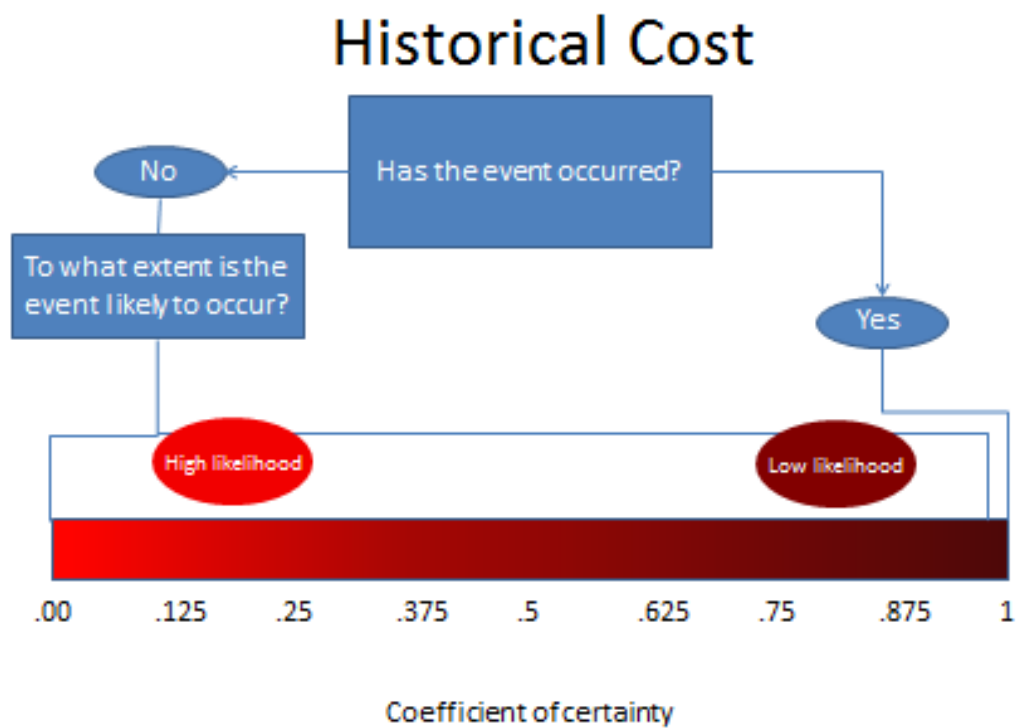 Historical Cost
Has the event occurred?
No
To what extent is the
event likely to occur?
Yes
High likelihood
Low likelihood
.00 .125 .25 .375 .5 .625 .75 .875 1
Coefficient of certainty